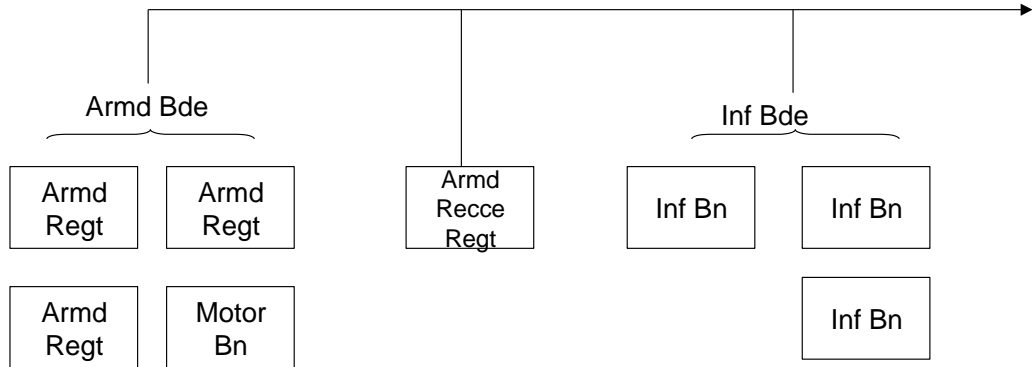 Armd Bde
Inf Bde
Armd
Regt
Armd
Regt
Armd
Recce
Regt
Inf Bn
Inf Bn
Armd
Regt
Motor
Bn
Inf Bn